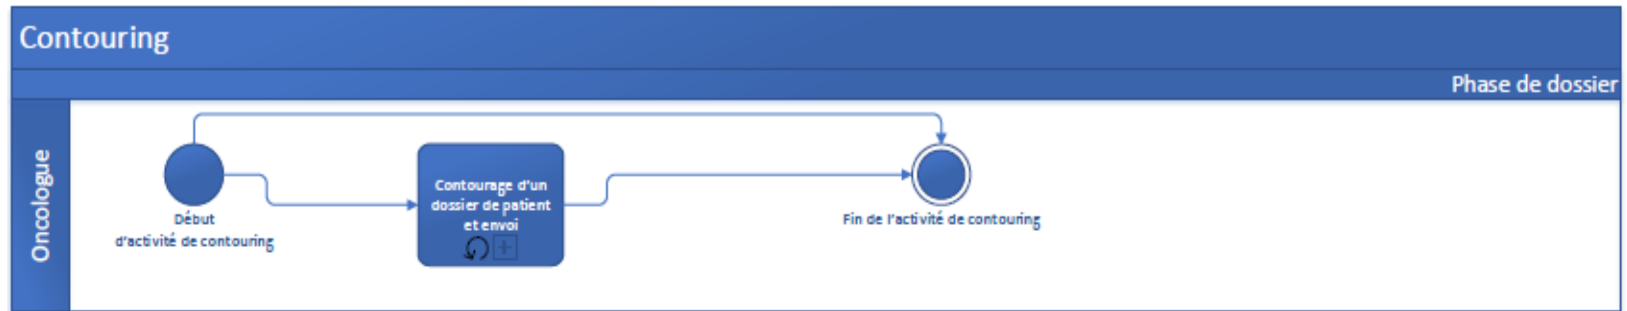 Contouring
Phase de dossier
Oncologue
Début
d'activité de contouring
Contourage d'un
dossier de patient
et envoi
Fin de l'activité de contouring